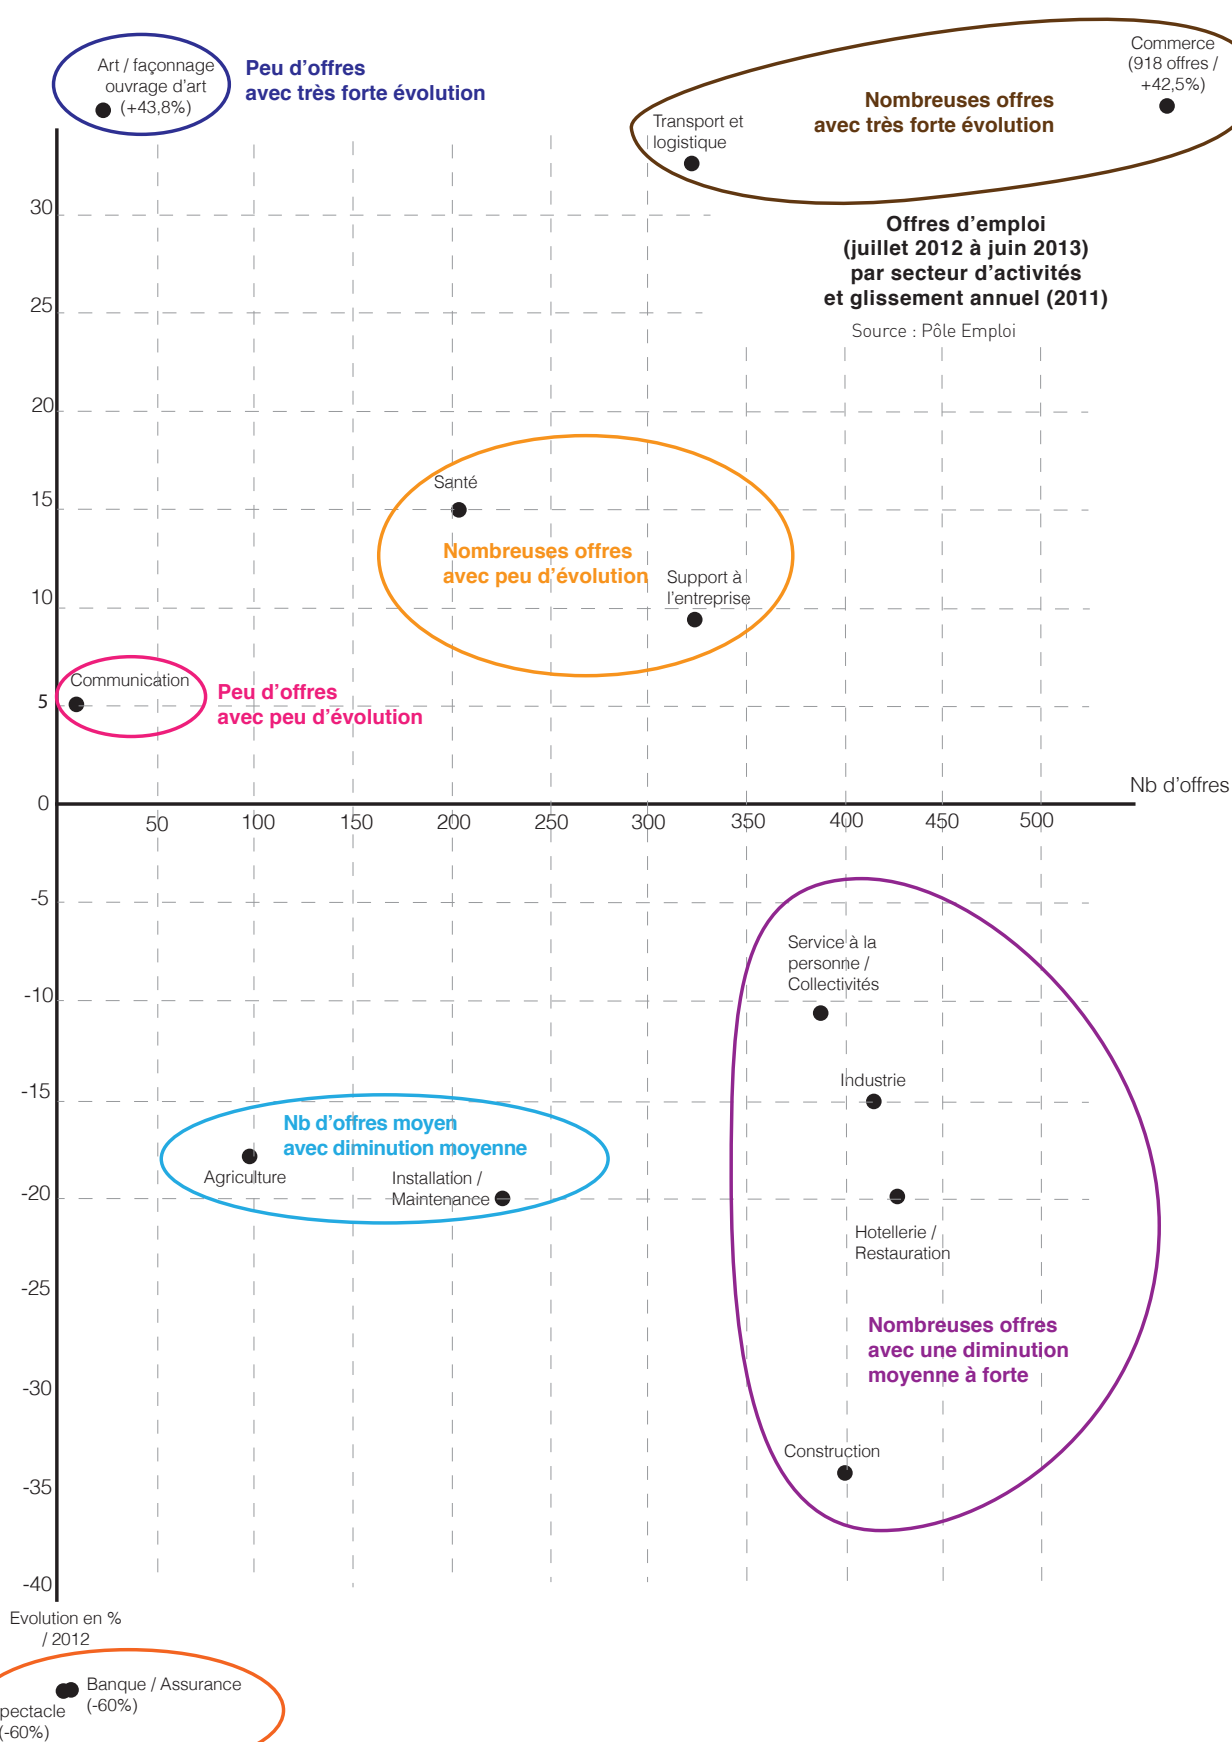 Art / façonnage
ouvrage d'art
(+43,8%)
Peu d'offres
avec très forte évolution
Commerce
(918 offres /
+42,5%)
Nombreuses offres
avec très forte évolution
Transport et
logistique
Offres d'emploi
(juillet 2012 à juin 2013)
par secteur d'activités
et glissement annuel (2011)
Source : Pôle Emploi
30
25
20
15
10
5
0
Santé
Nombreuses offres
avec peu d'évolution
Support à
l'entreprise
Communication
Peu d'offres
avec peu d'évolution
Nb d'offres
50 100 150 200 250 300 350 400 450 500
-5
-10
-15
-20
-25
-30
-35
-40
Service à la
personne /
Collectivités
Industrie
Nb d'offres moyen
avec diminution moyenne
Agriculture
Installation /
Maintenance
Hotellerie /
Restauration
Nombreuses offres
avec une diminution
moyenne à forte
Construction
Evolution en %
/ 2012
Banque / Assurance
(-60%)
pectacle
(-60%)